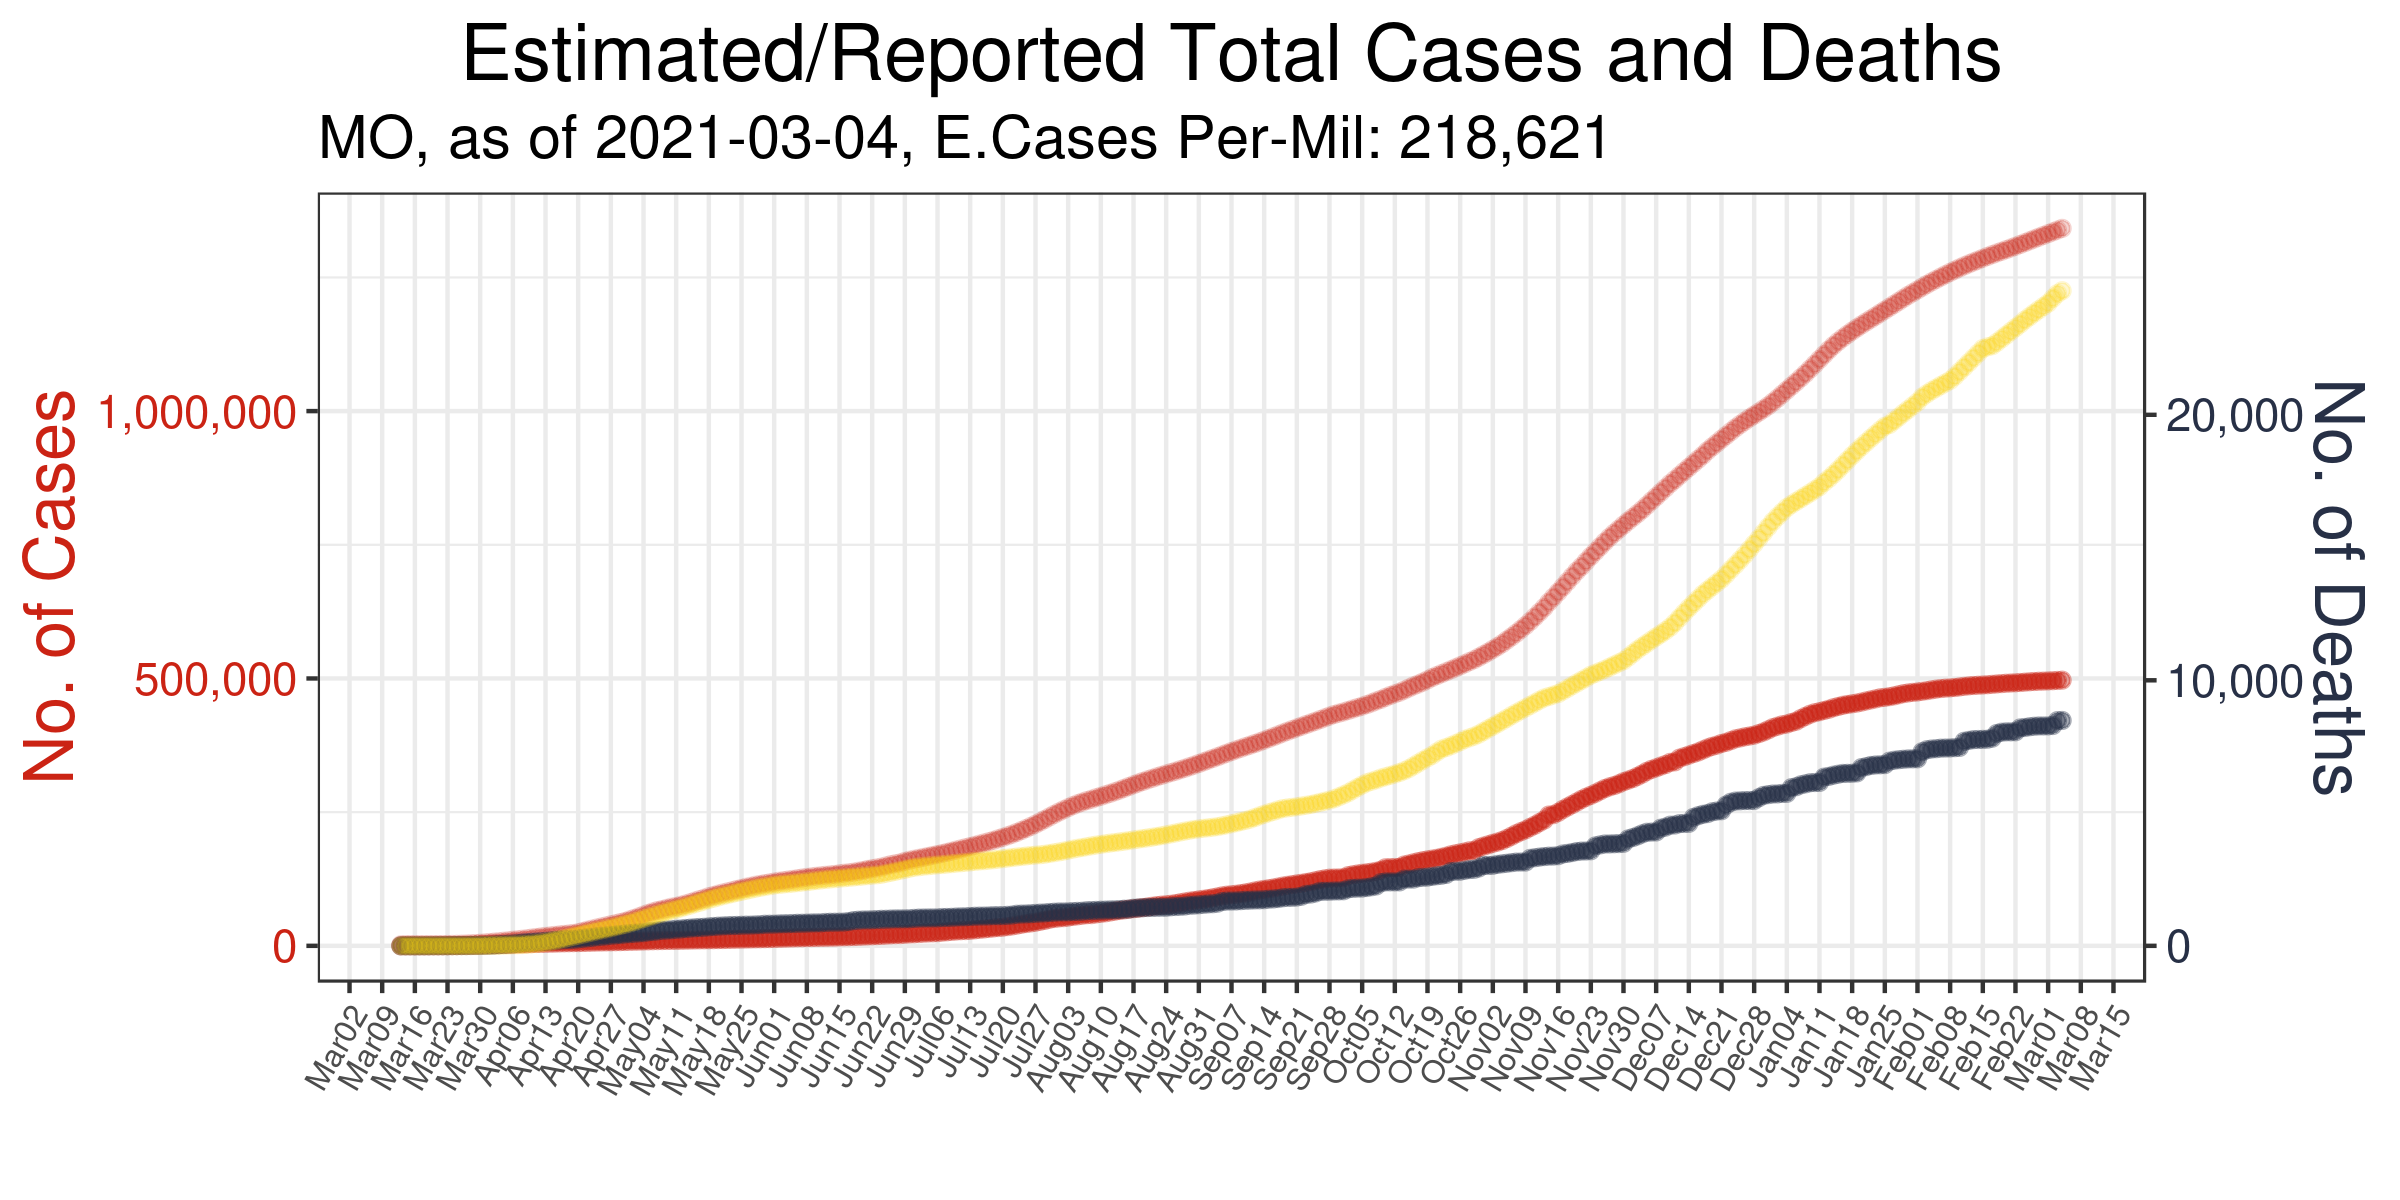 Estimated/Reported Total Cases and Deaths
MO, as of 2021-03-04, E.Cases Per-Mil: 218,621
No. of Cases
1,000,000
500,000
0
20,000
10,000
0
No. of Deaths
Mar02
Mar09
Mar16
Mar23
Mar30
Apr06
Apr13
Apr20
Apr27
May04
May11
May18
May25
Jun01
Jun08
Jun15
Jun22
Jun29
Jul06
Jul13
Jul20
Jul27
Aug03
Aug10
Aug17
Aug24
Aug31
Sep07
Sep14
Sep21
Sep28
Oct05
Oct12
Oct19
Oct26
Nov02
Nov09
Nov16
Nov23
Nov30
Dec07
Dec14
Dec21
Dec28
Jan04
Jan11
Jan18
Jan25
Feb01
Feb08
Feb15
Feb22
Mar01
Mar08
Mar15